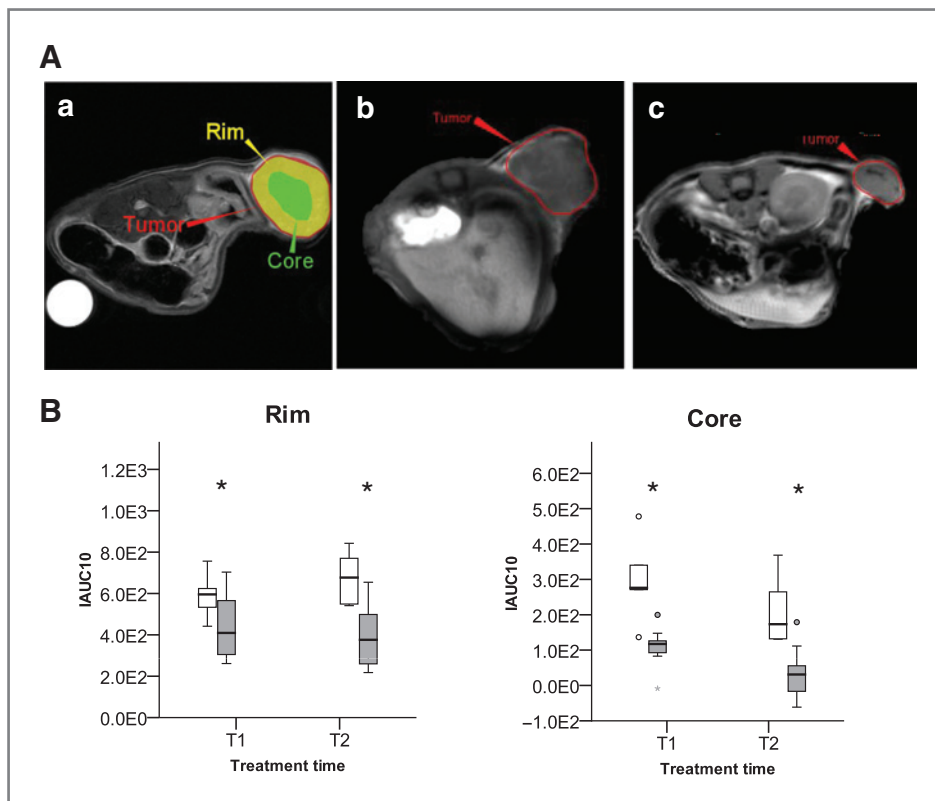 A
a
b
c
Rim
Tumor
Core
Tumor
Tumor
B
Rim
Core
IAUC10
1.2E3
1.0E3
8.0E2
6.0E2
4.0E2
2.0E2
0.0E0
*
*
T1
T2
Treatment time
IAUC10
6.0E2
5.0E2
4.0E2
3.0E2
2.0E2
1.0E2
0.0E0
–1.0E2
*
*
*
T1
T2
Treatment time